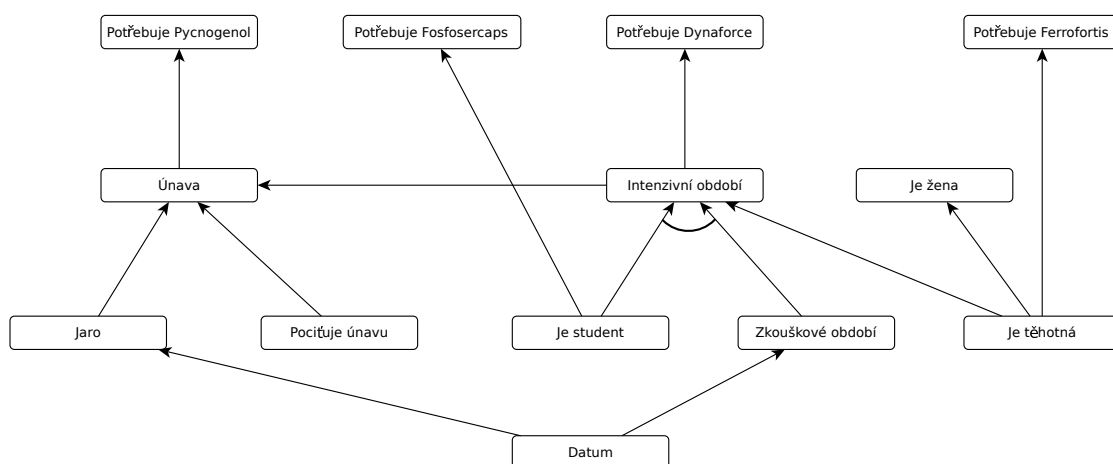 Potřebuje Pycnogenol
Potřebuje Fosfosercaps
Potřebuje Dynaforce
Potřebuje Ferrofortis
Únava
Intenzivní období
Je žena
Jaro
Pociťuje únavu
Je student
Zkouškové období
Je těhotná
Datum